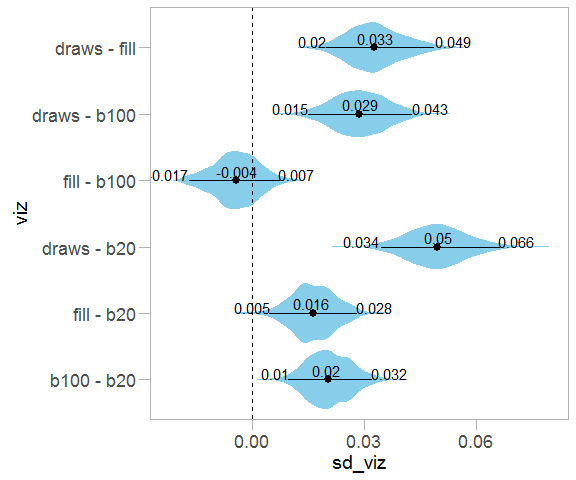 draws - fill
0.02 0.033 0.049
draws - b100
0.015 0.029 0.043
fill - b100
0.017 -0.004 0.007
draws - b20
0.034 0.05 0.066
fill - b20
0.005 0.016 0.028
b100 - b20
0.01 0.02 0.032
viz
0.00 0.03 0.06
sd_viz